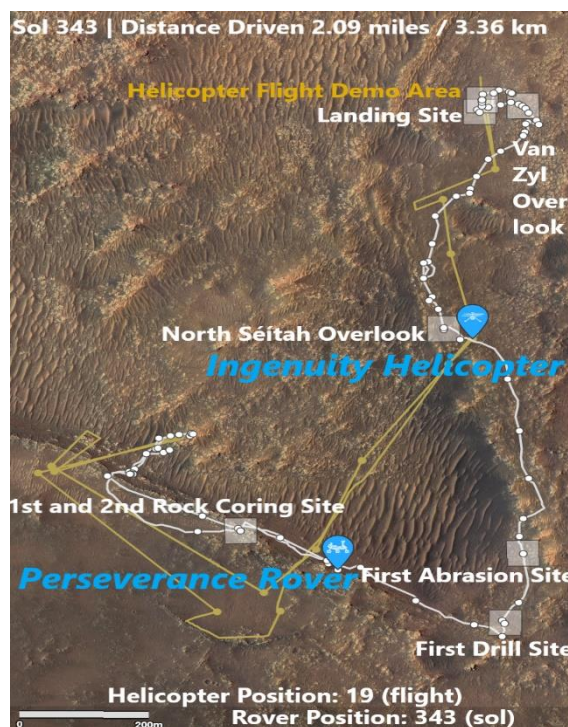 Sol 343 | Distance Driven 2.09 miles / 3.36 km
Helicopter Flight Demo Area
Landing Site
Van
Zyl
Over
look
North Séítah Overlook
Ingenuity Helicopter
1st and 2nd Rock Coring Site
Perseverance Rover
First Abrasion Site
First Drill Site
Helicopter Position: 19 (flight)
0 200m
Rover Position: 343 (sol)